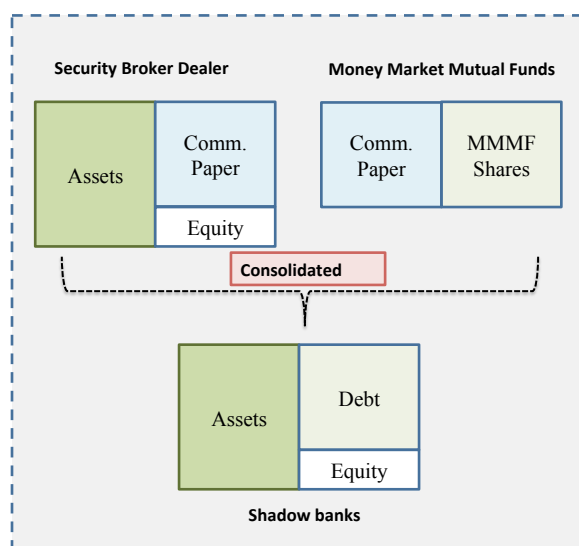 Security Broker Dealer
Money Market Mutual Funds
Assets
Comm.
Paper
Equity
Comm.
Paper
MMMF
Shares
Consolidated
Assets
Debt
Equity
Shadow banks